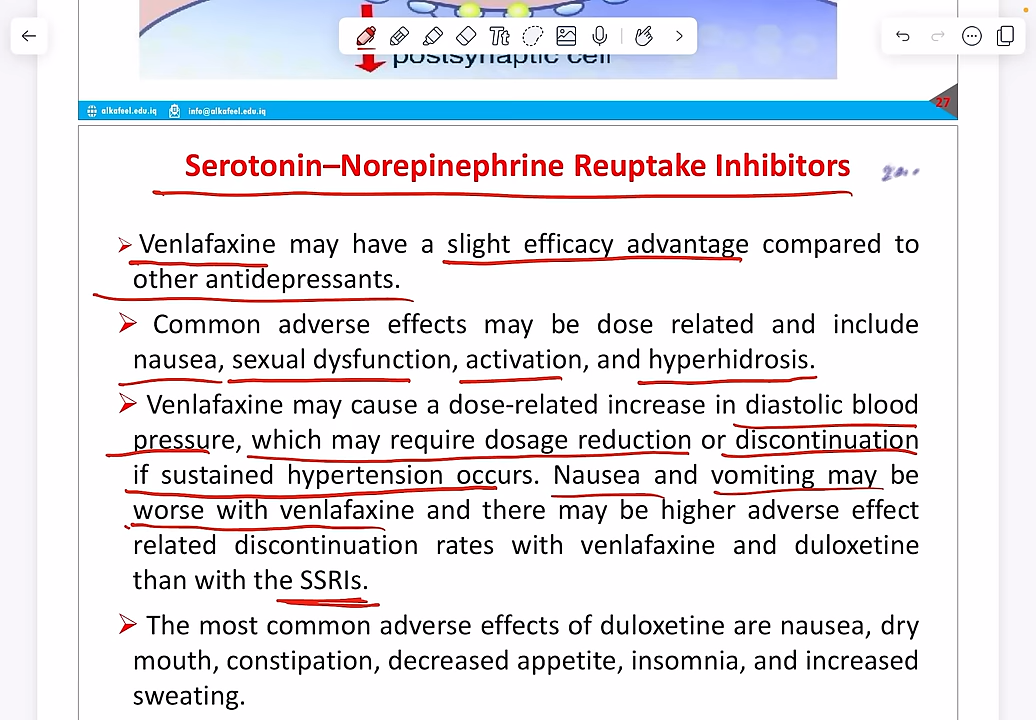 postsynaptic cell
alkafeel.edu.iq info@alkafeel.edu.iq
27
Serotonin–Norepinephrine Reuptake Inhibitors
Venlafaxine may have a slight efficacy advantage compared to
other antidepressants.
Common adverse effects may be dose related and include
nausea, sexual dysfunction, activation, and hyperhidrosis.
Venlafaxine may cause a dose-related increase in diastolic blood
pressure, which may require dosage reduction or discontinuation
if sustained hypertension occurs. Nausea and vomiting may be
worse with venlafaxine and there may be higher adverse effect
related discontinuation rates with venlafaxine and duloxetine
than with the SSRIs.
The most common adverse effects of duloxetine are nausea, dry
mouth, constipation, decreased appetite, insomnia, and increased
sweating.